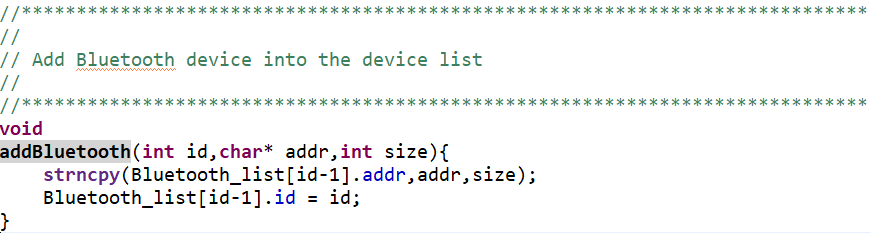 //*****************************************************************************
//
// Add Bluetooth device into the device list
//
//*****************************************************************************
void
addBluetooth(int id,char* addr,int size){
    strncpy(Bluetooth_list[id-1].addr,addr,size);
    Bluetooth_list[id-1].id = id;
}